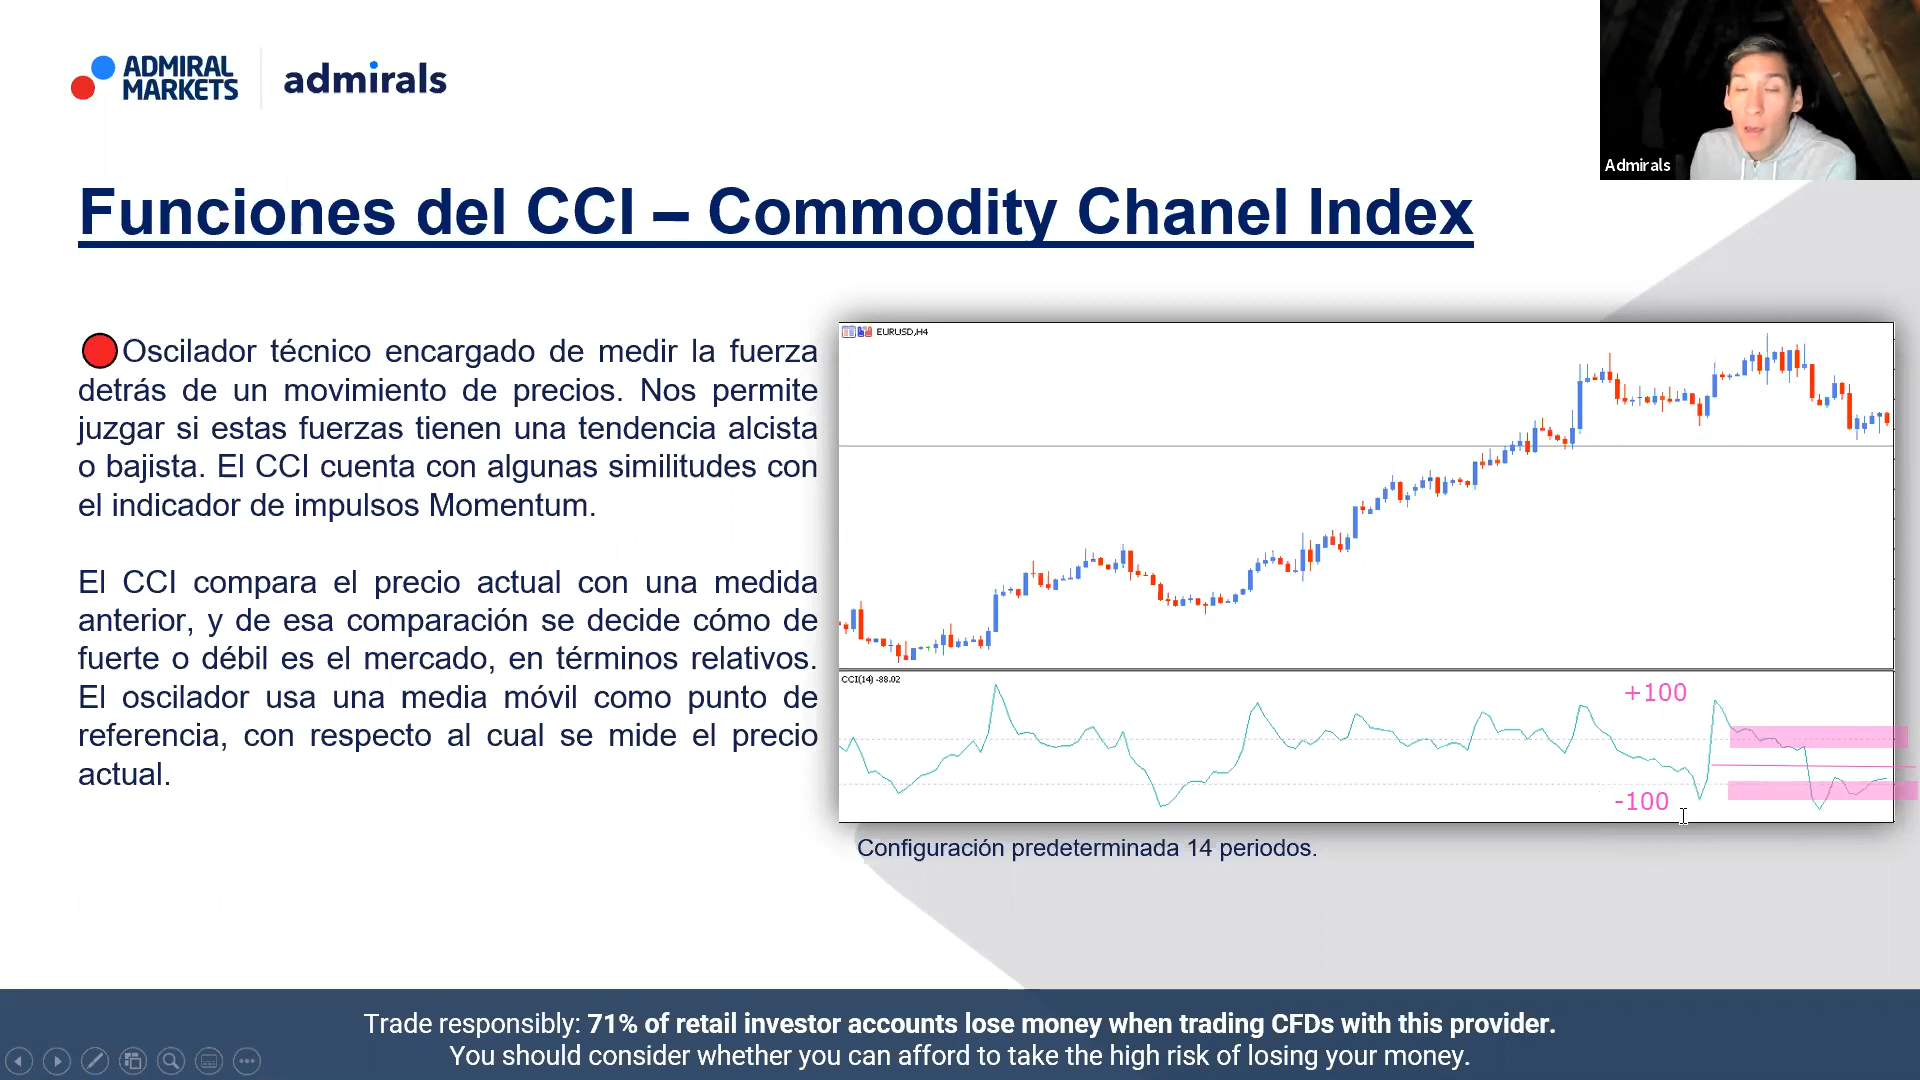 ADMIRAL
MARKETS
admirals
Admirals
Funciones del CCI – Commodity Chanel Index
Oscilador técnico encargado de medir la fuerza
detrás de un movimiento de precios. Nos permite
juzgar si estas fuerzas tienen una tendencia alcista
o bajista. El CCI cuenta con algunas similitudes con
el indicador de impulsos Momentum.
El CCI compara el precio actual con una medida
anterior, y de esa comparación se decide cómo de
fuerte o débil es el mercado, en términos relativos.
El oscilador usa una media móvil como punto de
referencia, con respecto al cual se mide el precio
actual.
EURUSD,H4
CCI(14) -88.02
+100
-100
Configuración predeterminada 14 periodos.
Trade responsibly: 71% of retail investor accounts lose money when trading CFDs with this provider.
You should consider whether you can afford to take the high risk of losing your money.